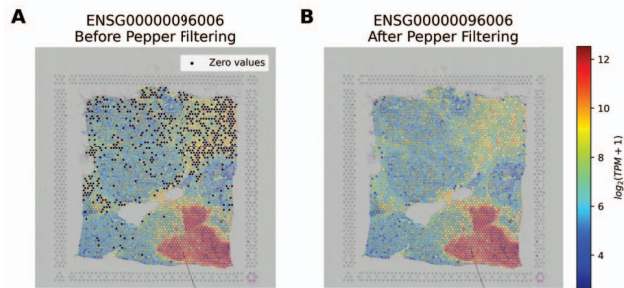 A
ENSG00000096006
Before Pepper Filtering
Zero values
B
ENSG00000096006
After Pepper Filtering
12
10
8
6
4
log₂(TPM + 1)